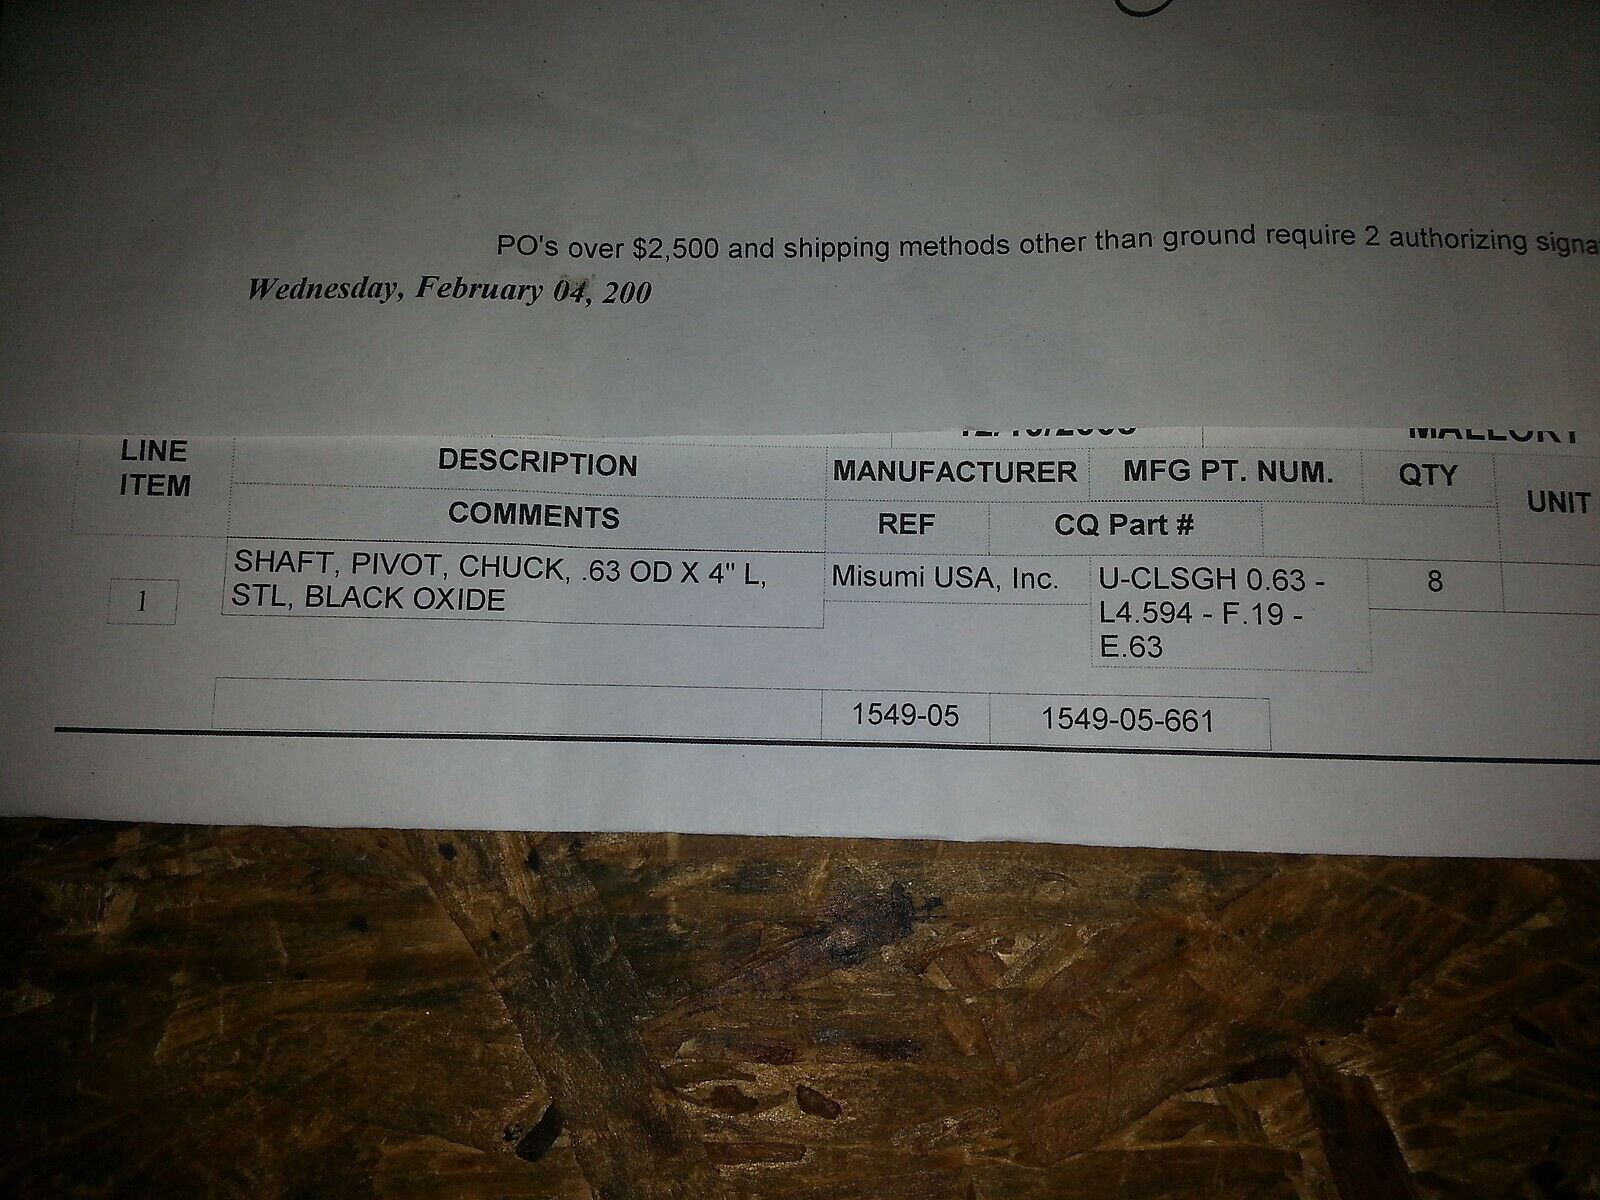 PO's over $2,500 and shipping methods other than ground require 2 authorizing signa
Wednesday, February 04, 200
LINE ITEM
DESCRIPTION
MANUFACTURER
MFG PT. NUM.
QTY
UNIT
COMMENTS
REF
CQ Part #
1
SHAFT, PIVOT, CHUCK, .63 OD X 4" L,
STL, BLACK OXIDE
Misumi USA, Inc.
U-CLSGH 0.63 -
L4.594 - F.19 -
E.63
8
1549-05
1549-05-661